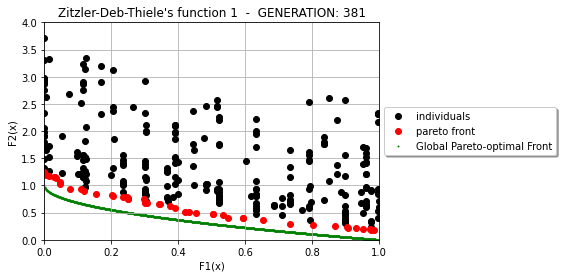 Zitzler-Deb-Thiele's function 1 - GENERATION: 381
4.0
3.5
3.0
2.5
2.0
1.5
1.0
0.5
0.0
F2(x)
0.0 0.2 0.4 0.6 0.8 1.0
F1(x)
individuals
pareto front
Global Pareto-optimal Front